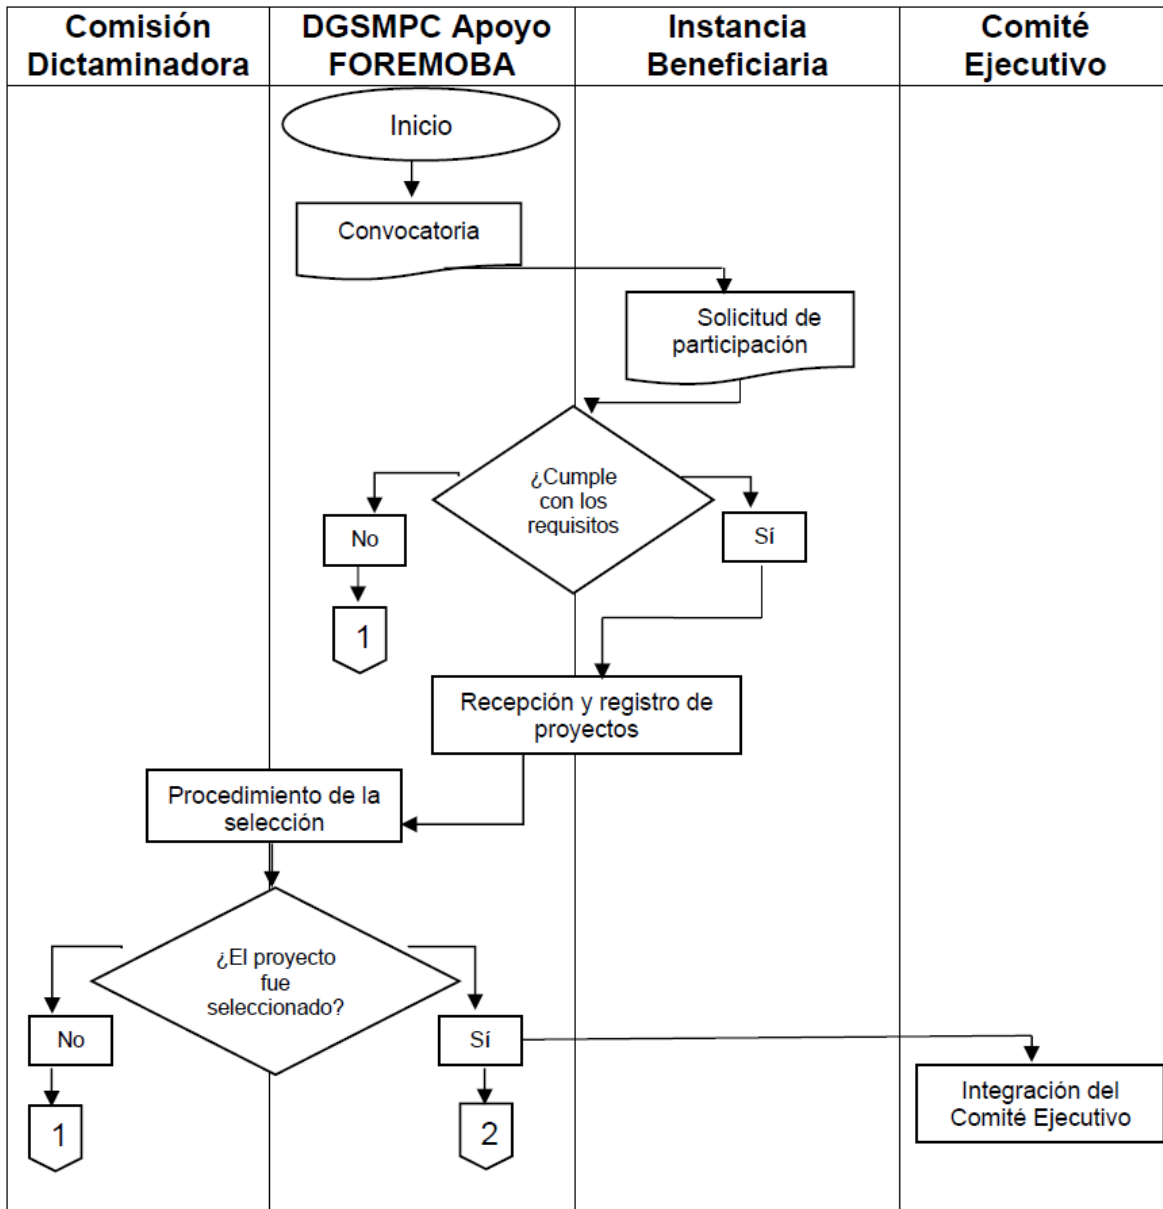 Comisión
Dictaminadora
DGSMPC Apoyo
FOREMOBA
Instancia
Beneficiaria
Comité
Ejecutivo
Inicio
Convocatoria
Solicitud de
participación
¿Cumple
con los
requisitos
No
Sí
1
Recepción y registro de
proyectos
Procedimiento de la
selección
¿El proyecto
fue
seleccionado?
No
Sí
1
2
Integración del
Comité Ejecutivo